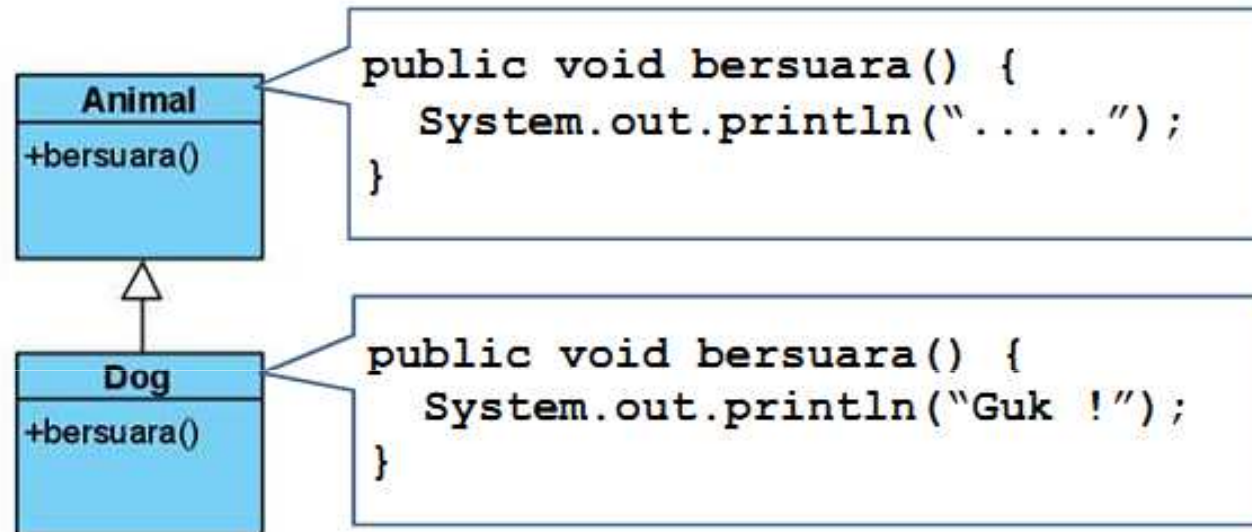 Animal
+bersuara()
public void bersuara() {
System.out.println(“.....”);
}
Dog
+bersuara()
public void bersuara() {
System.out.println(“Guk !”);
}